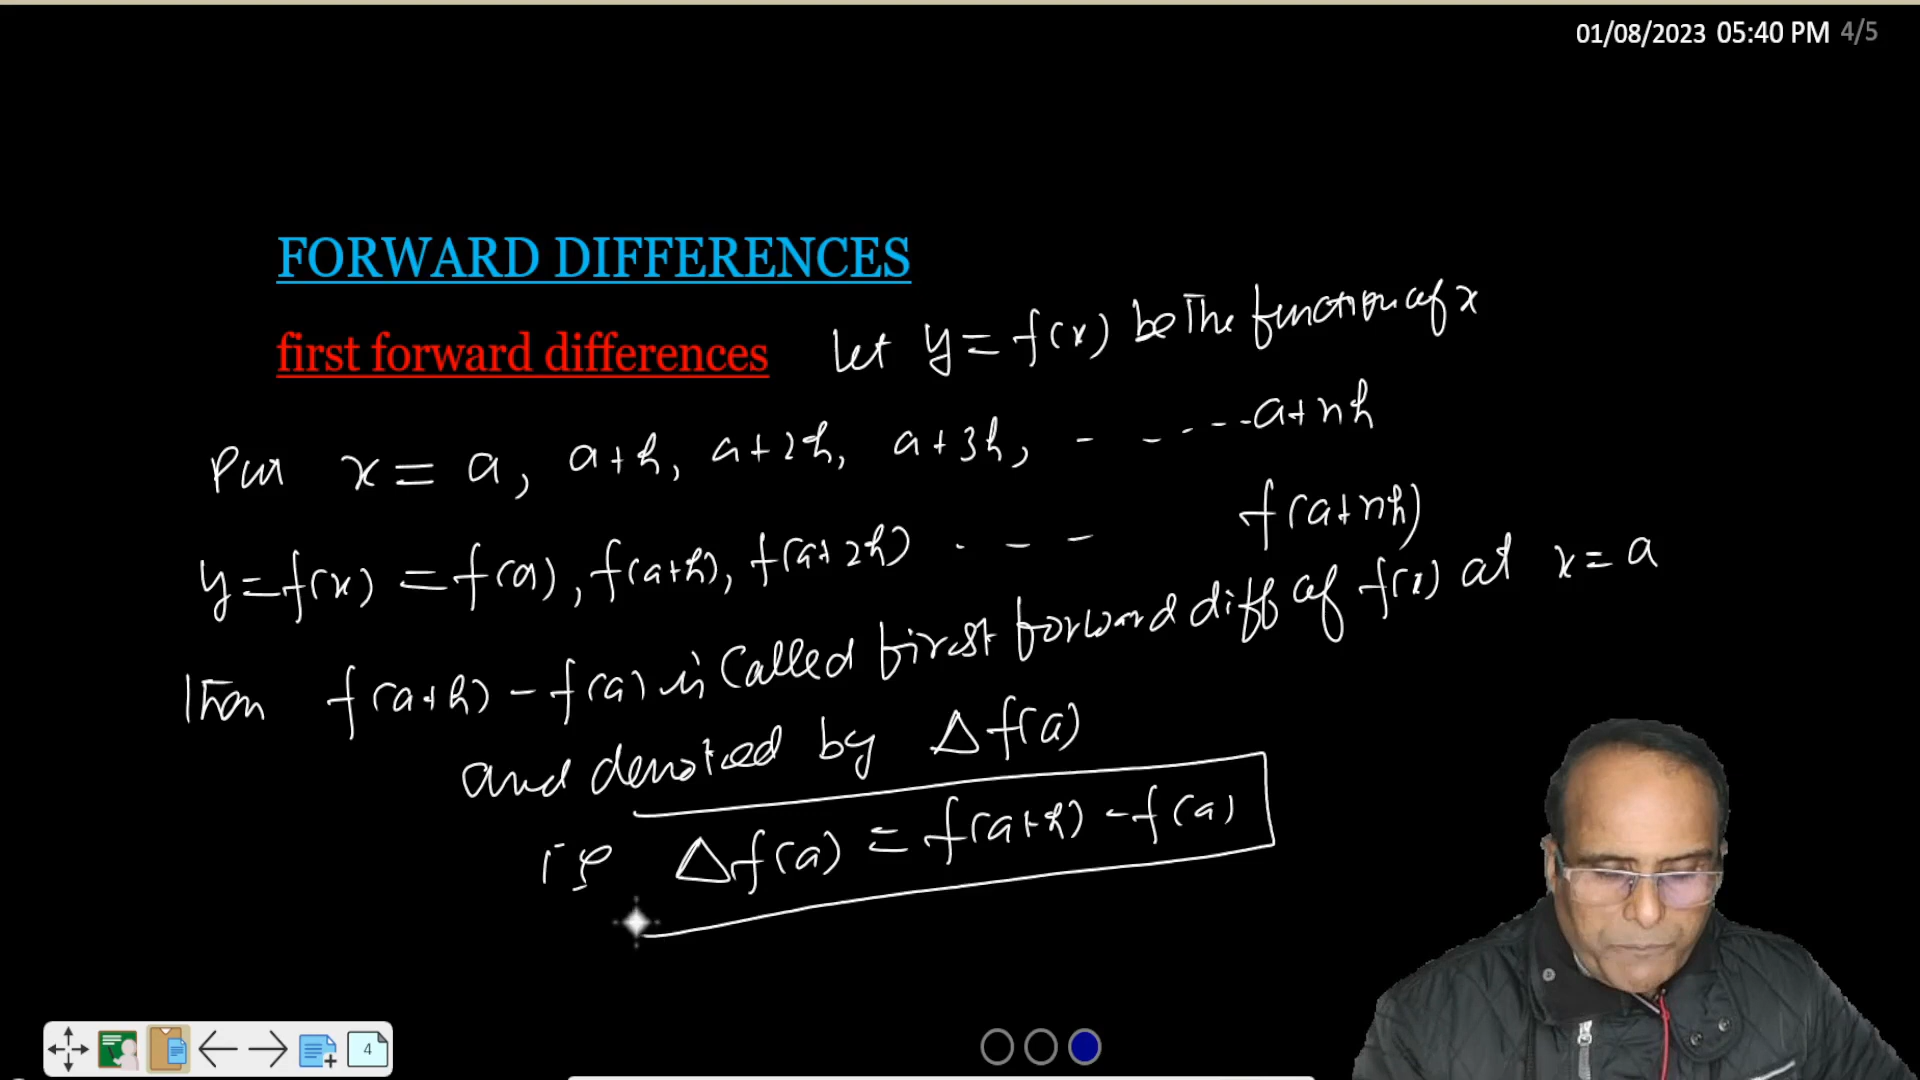 01/08/2023 05:40 PM 4/5
FORWARD DIFFERENCES
first forward differences Let y = f(x) be the function of x
Put x = a, a+h, a+2h, a+3h, - - - - - - a+nh
y = f(x) = f(a), f(a+h), f(a+2h) . - - f(a+nh)
Then f(a+h) - f(a) is called first forward diff of f(x) at x = a
and denoted by Δf(a)
ie Δf(a) = f(a+h) - f(a)
4